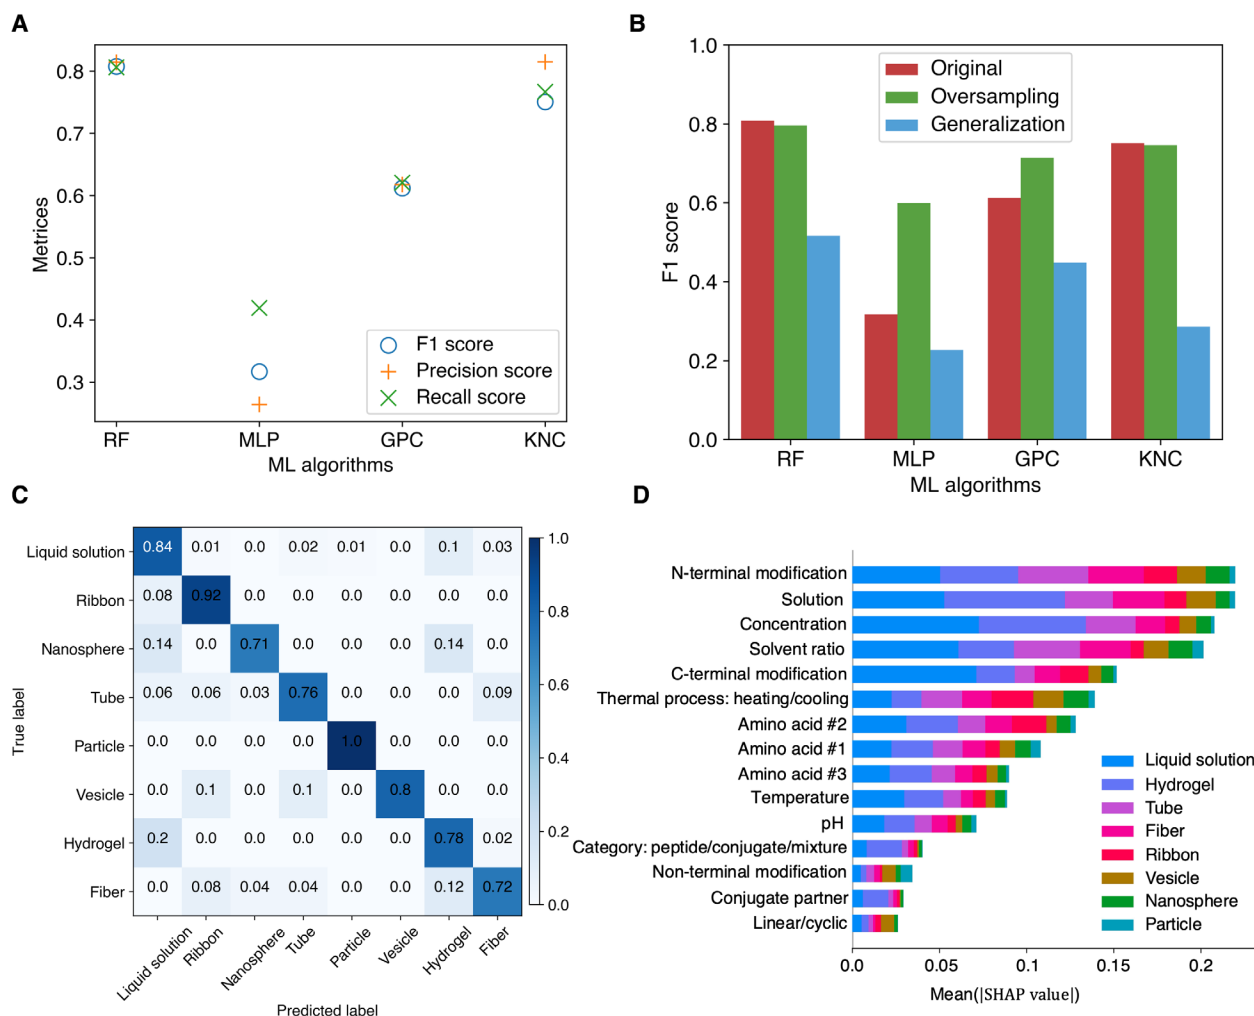 A
0.8
0.7
0.6
0.5
0.4
0.3
Metrices
F1 score
Precision score
Recall score
RF MLP GPC KNC
ML algorithms
B
1.0
0.8
0.6
0.4
0.2
0.0
F1 score
Original
Oversampling
Generalization
RF MLP GPC KNC
ML algorithms
C
True label
Liquid solution 0.84 0.01 0.0 0.02 0.01 0.0 0.1 0.03
Ribbon 0.08 0.92 0.0 0.0 0.0 0.0 0.0 0.0
Nanosphere 0.14 0.0 0.71 0.0 0.0 0.0 0.14 0.0
Tube 0.06 0.06 0.03 0.76 0.0 0.0 0.0 0.09
Particle 0.0 0.0 0.0 0.0 1.0 0.0 0.0 0.0
Vesicle 0.0 0.1 0.0 0.1 0.0 0.8 0.0 0.0
Hydrogel 0.2 0.0 0.0 0.0 0.0 0.0 0.78 0.02
Fiber 0.0 0.08 0.04 0.04 0.0 0.0 0.12 0.72
Liquid solution Ribbon Nanosphere Tube Particle Vesicle Hydrogel Fiber
Predicted label
1.0
0.8
0.6
0.4
0.2
0.0
D
N-terminal modification
Solution
Concentration
Solvent ratio
C-terminal modification
Thermal process: heating/cooling
Amino acid #2
Amino acid #1
Amino acid #3
Temperature
pH
Category: peptide/conjugate/mixture
Non-terminal modification
Conjugate partner
Linear/cyclic
Liquid solution
Hydrogel
Tube
Fiber
Ribbon
Vesicle
Nanosphere
Particle
0.0 0.05 0.1 0.15 0.2
Mean(|SHAP value|)